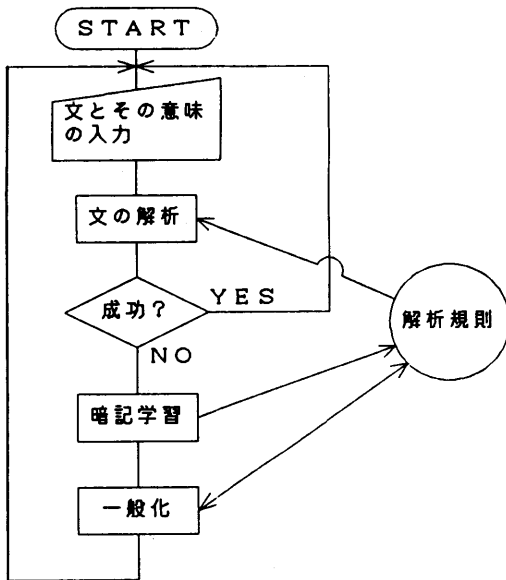 START
文とその意味
の入力
文の解析
成功？
YES
解析規則
NO
暗記学習
一般化